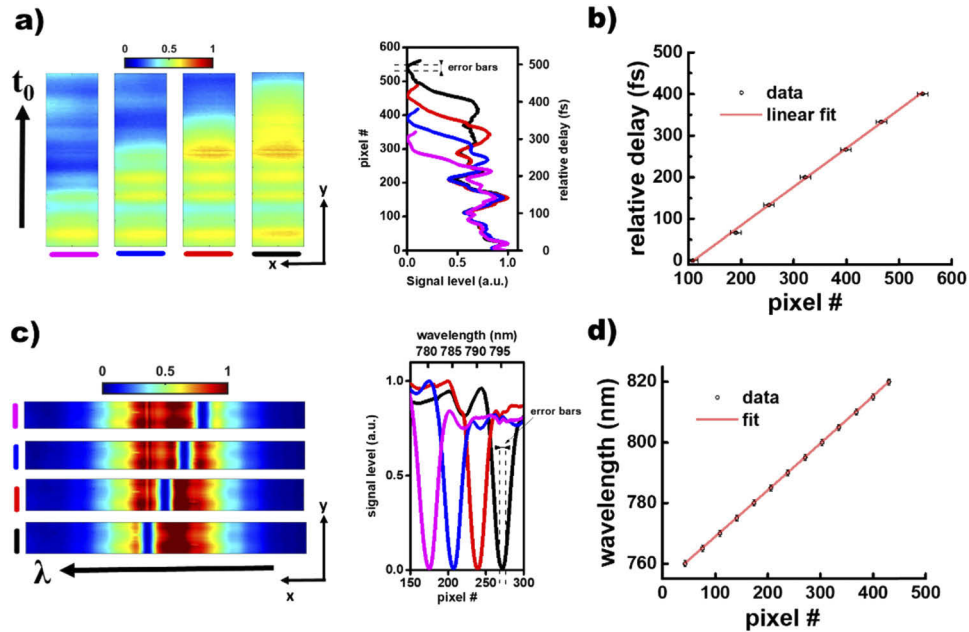 a)
0 0.5 1
t0
y
x
600
500
400
300
200
100
0
pixel #
error bars
500
400
300
200
100
0
relative delay (fs)
0.0 0.5 1.0
Signal level (a.u.)
b)
500
400
300
200
100
0
relative delay (fs)
data
linear fit
100 200 300 400 500 600
pixel #
c)
0 0.5 1
y
λ
x
wavelength (nm)
780 785 790 795
1.0
0.5
0.0
signal level (a.u.)
error bars
150 200 250 300
pixel #
d)
820
800
780
760
wavelength (nm)
data
fit
0 100 200 300 400 500
pixel #